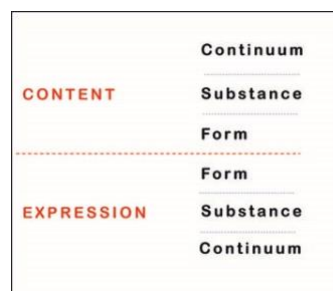 Continuum
CONTENT Substance
Form
Form
EXPRESSION Substance
Continuum